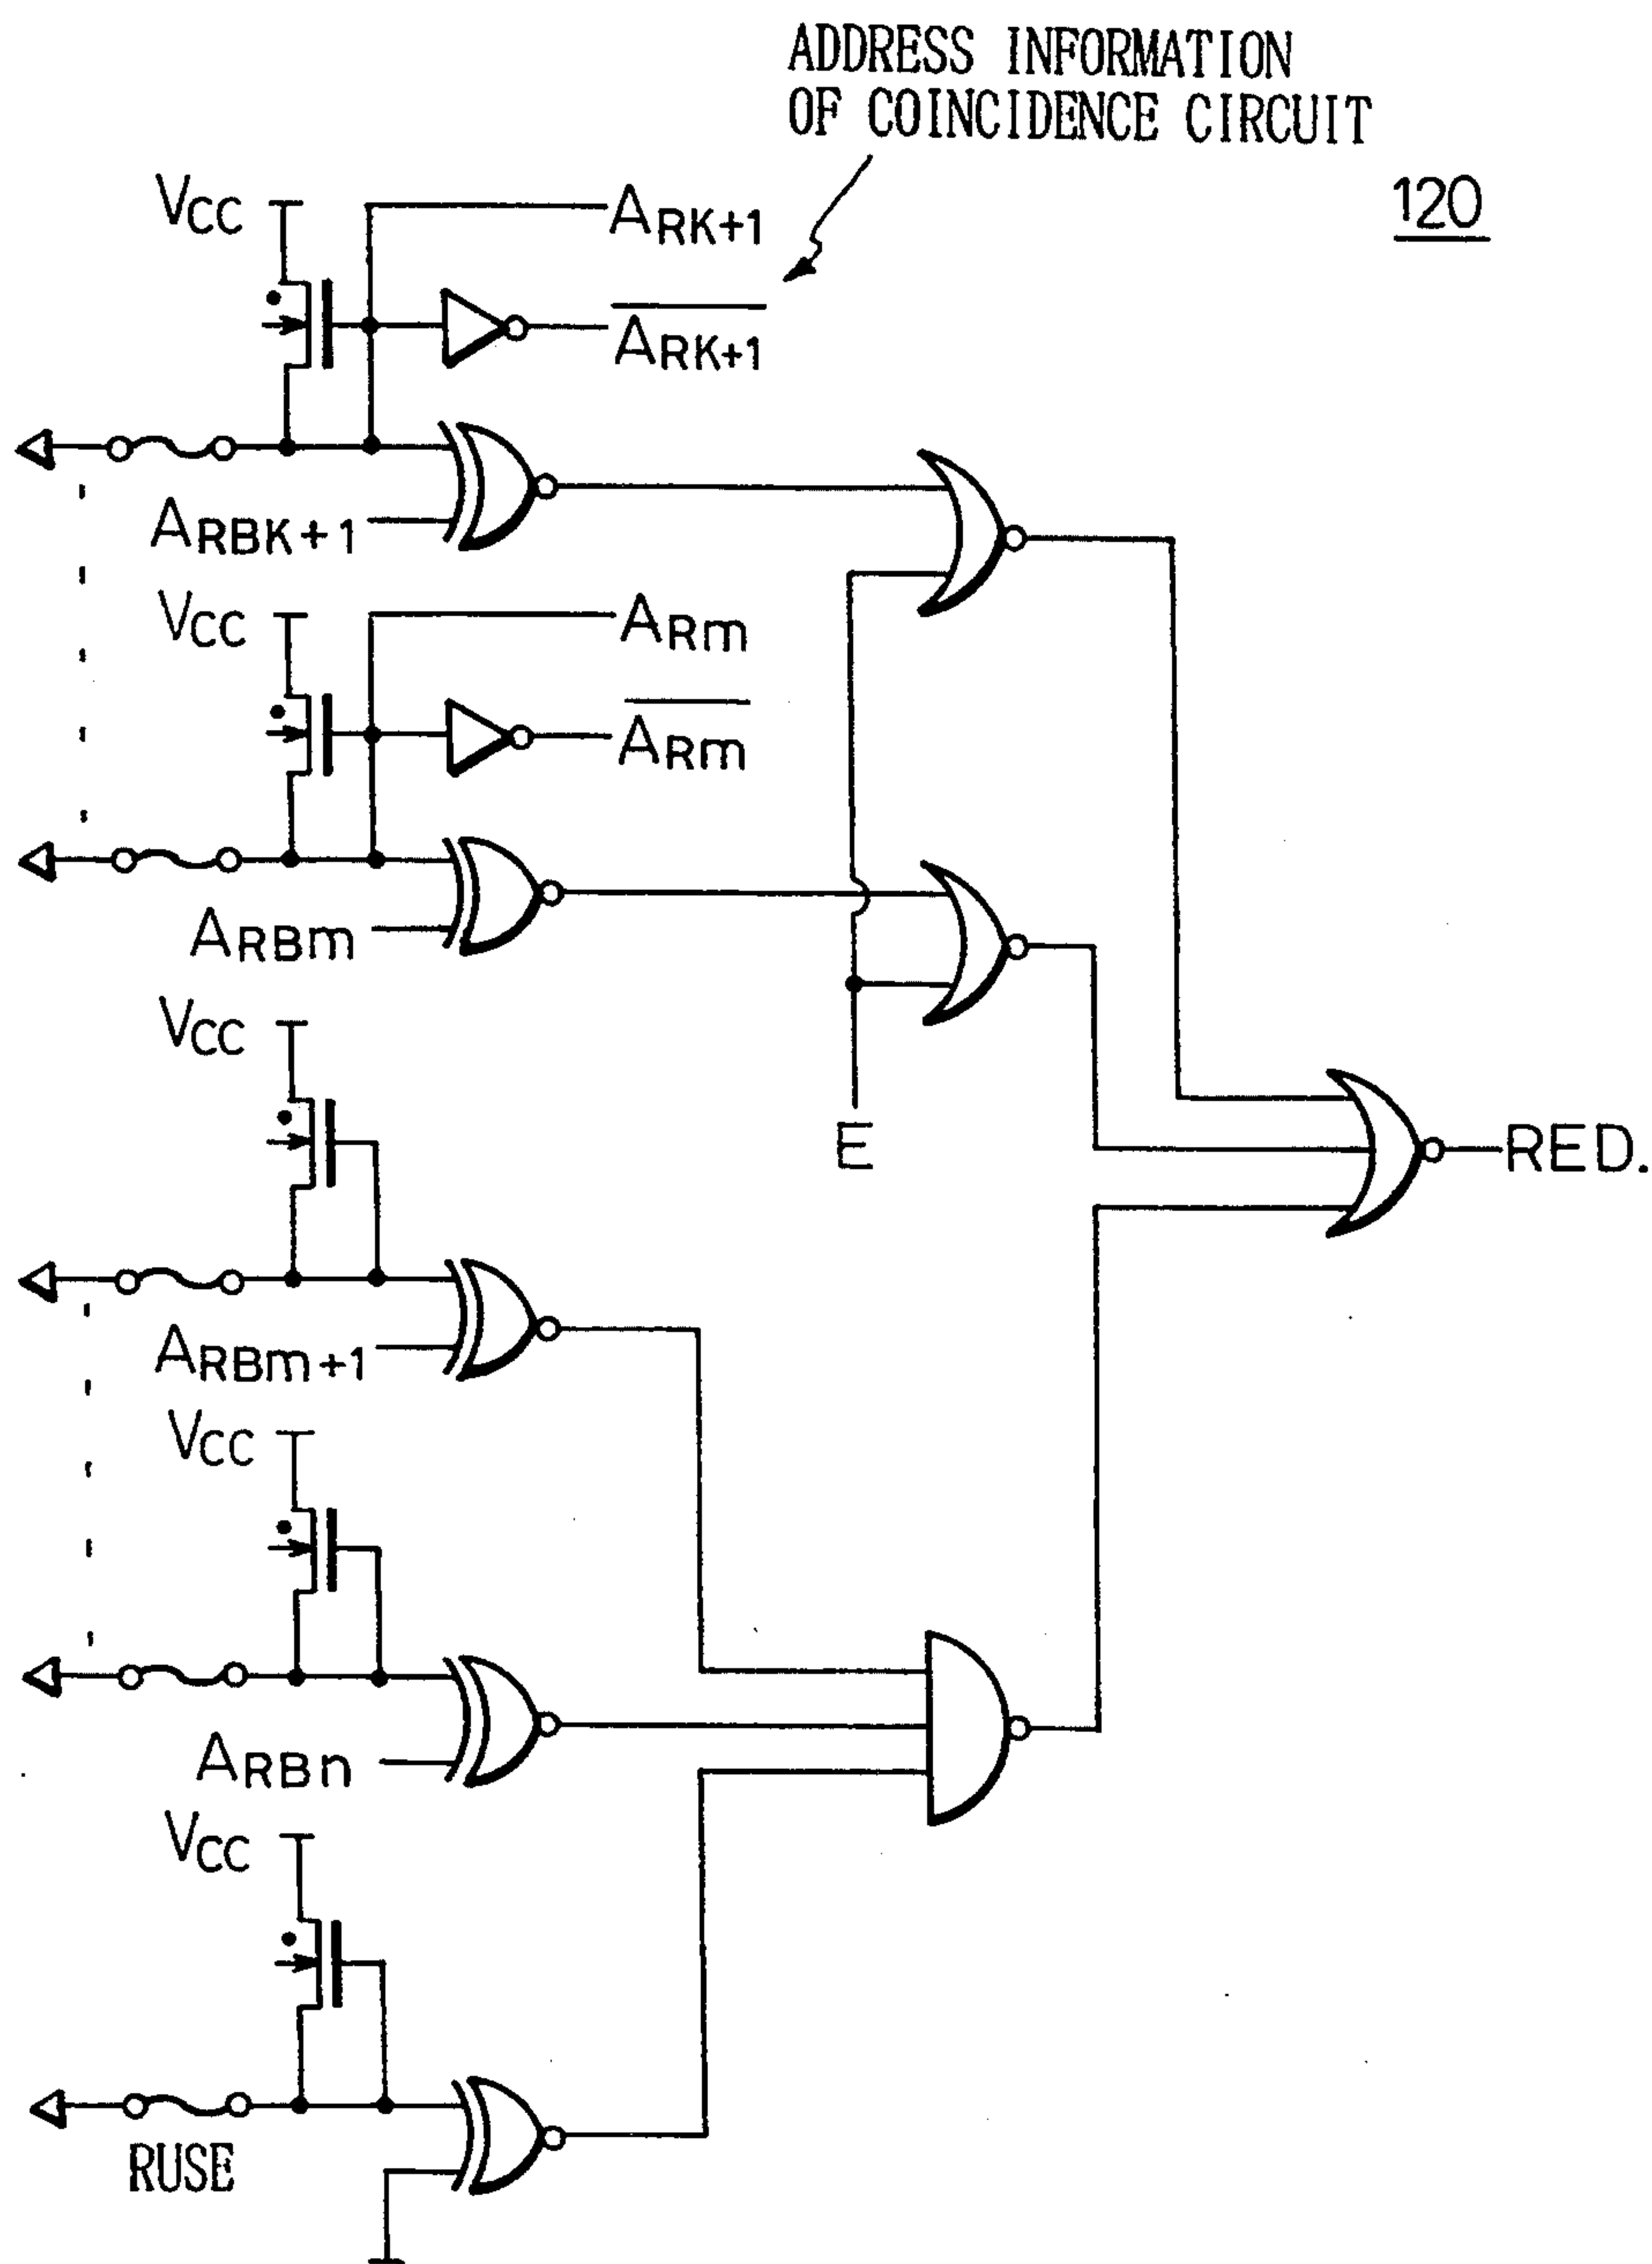 ADDRESS INFORMATION
OF COINCIDENCE CIRCUIT
120
VCC
ARK+1
ARK+1
ARBK+1
VCC
ARm
ARm
ARBm
VCC
E
RED.
ARBm+1
VCC
ARBn
VCC
RUSE